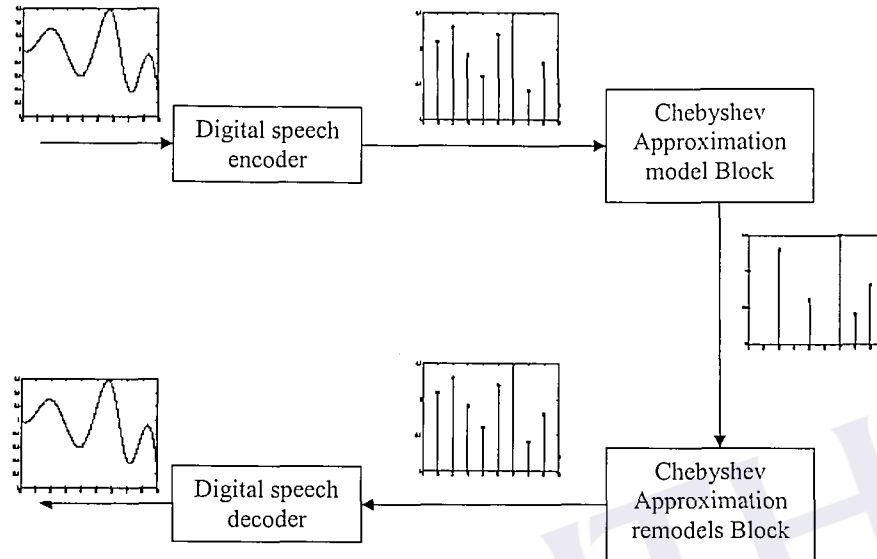 Digital speech
encoder
Chebyshev
Approximation
model Block
Digital speech
decoder
Chebyshev
Approximation
remodels Block